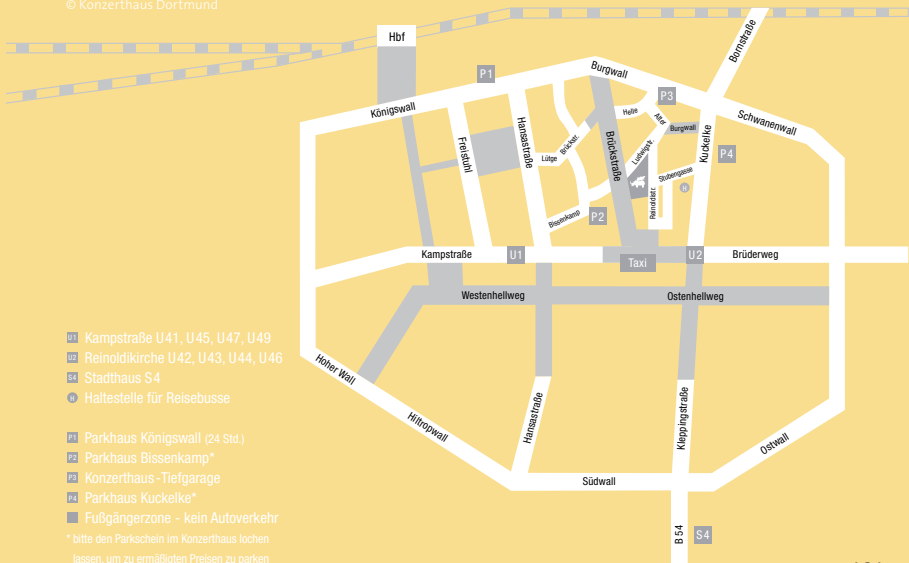 © Konzerthaus Dortmund
Hbf
Bornstraße
P1
Burgwall
P3
Königswall
Helle
Alter
Burgwall
Schwanenwall
Freistuhl
Hansastraße
Lütge
Brückstr.
Brückstraße
Ludwigstr.
Kuckelke
P4
Stubengasse
H
Reinoldistr.
Bissenkamp
P2
Kampstraße
U1
Taxi
U2
Brüderweg
Westenhellweg
Ostenhellweg
U1 Kampstraße U41, U45, U47, U49
U2 Reinoldikirche U42, U43, U44, U46
S4 Stadthaus S4
H Haltestelle für Reisebusse
P1 Parkhaus Königswall (24 Std.)
P2 Parkhaus Bissenkamp*
P3 Konzerthaus-Tiefgarage
P4 Parkhaus Kuckelke*
Fußgängerzone - kein Autoverkehr
* bitte den Parkschein im Konzerthaus lochen
lassen, um zu ermäßigten Preisen zu parken
Hoher Wall
Hiltropwall
Hansastraße
Kleppingstraße
Ostwall
Südwall
B 54
S4